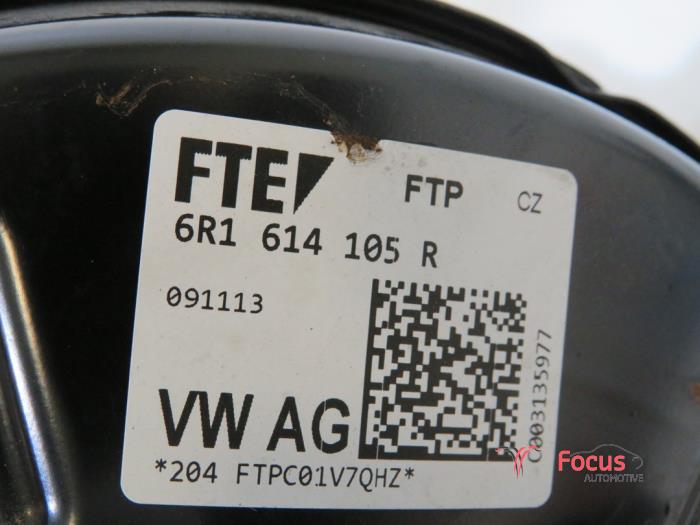 FTE FTP CZ
6R1 614 105 R
091113
C003135977
VW AG
*204 FTPC01V7QHZ*
Focus
AUTOMOTIVE